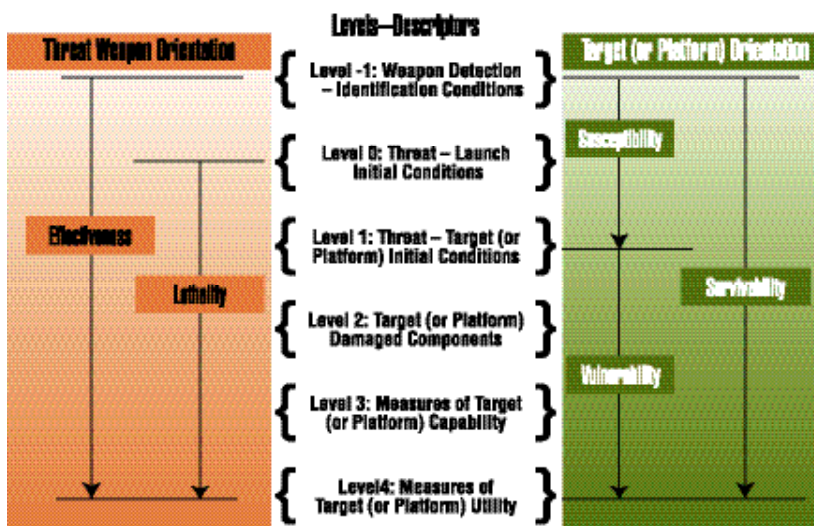 Levels–Descriptors
Threat Weapon Orientation
Target (or Platform) Orientation
Level -1: Weapon Detection
– Identification Conditions
Susceptibility
Level 0: Threat – Launch
Initial Conditions
Effectiveness
Level 1: Threat – Target (or
Platform) Initial Conditions
Lethality
Survivability
Level 2: Target (or Platform)
Damaged Components
Vulnerability
Level 3: Measures of Target
(or Platform) Capability
Level4: Measures of
Target (or Platform) Utility